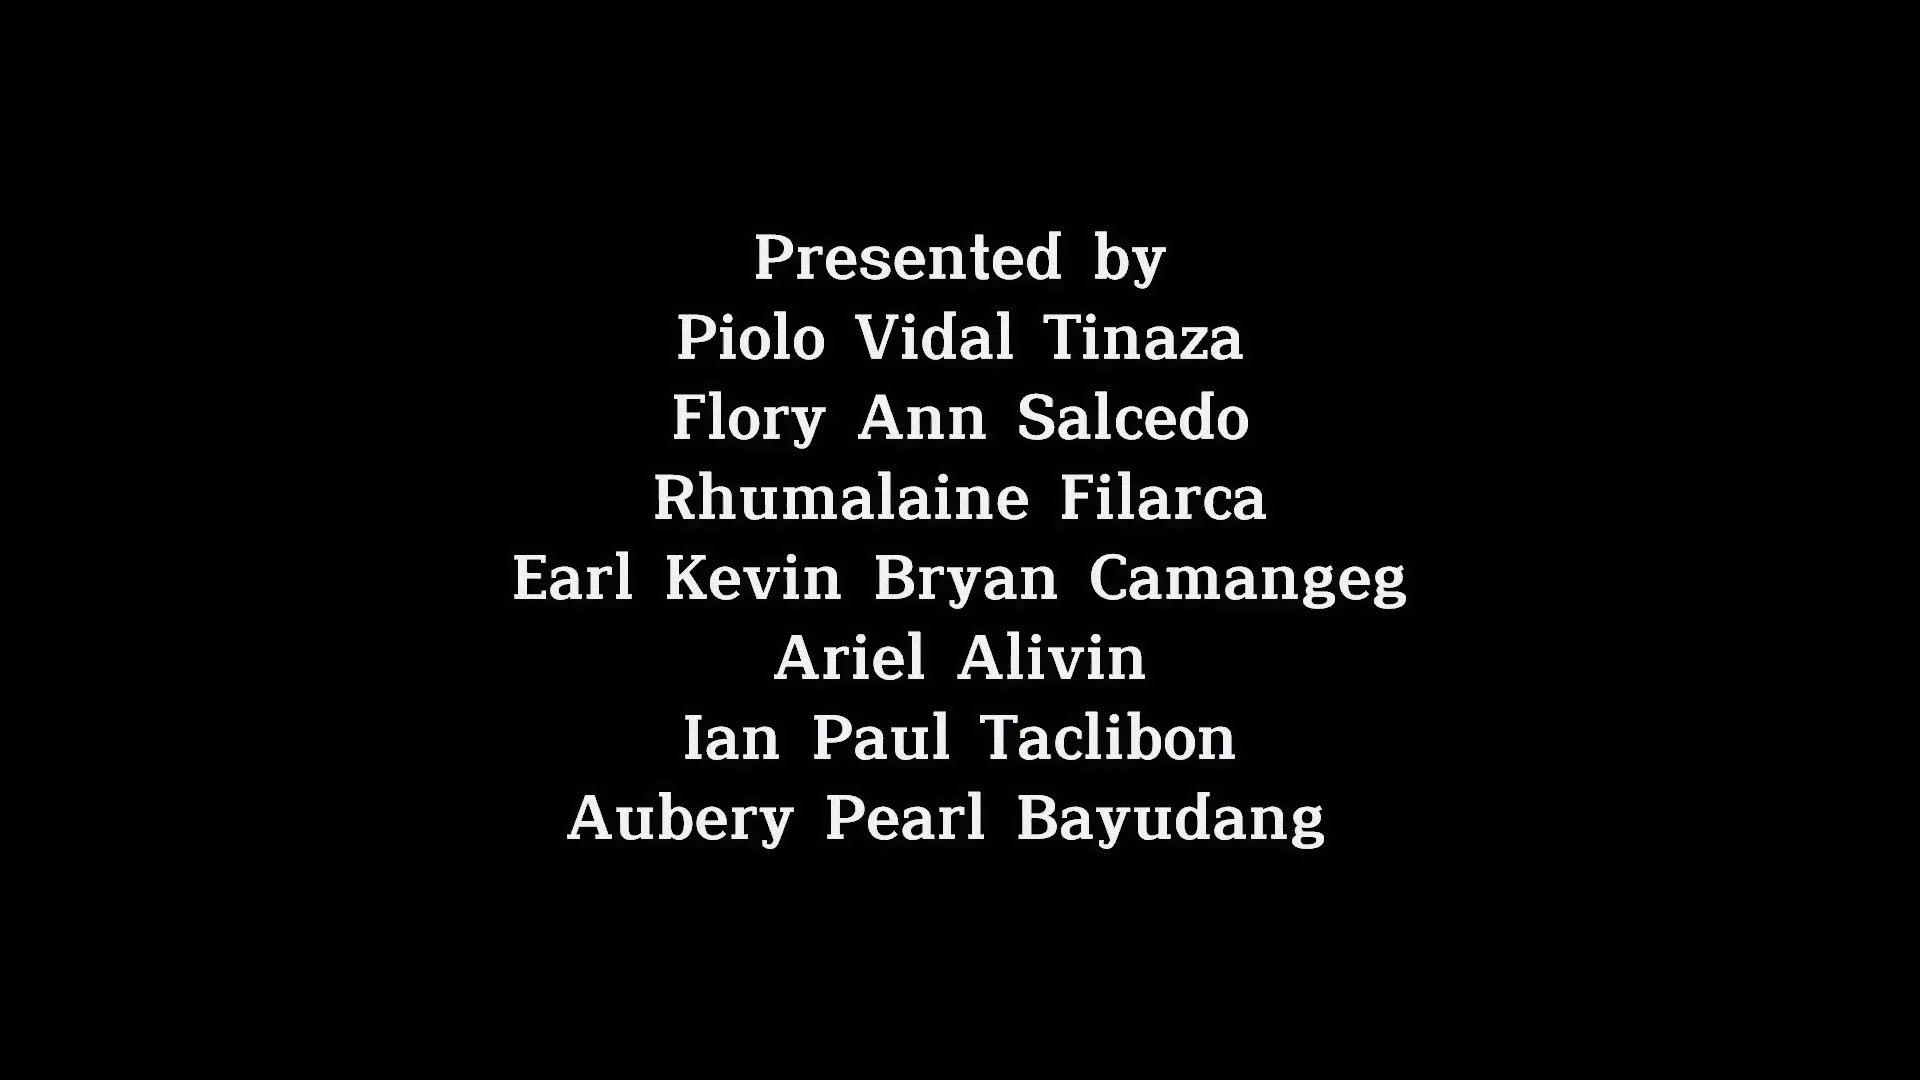 Presented by
Piolo Vidal Tinaza
Flory Ann Salcedo
Rhumalaine Filarca
Earl Kevin Bryan Camangeg
Ariel Alivin
Ian Paul Taclibon
Aubery Pearl Bayudang